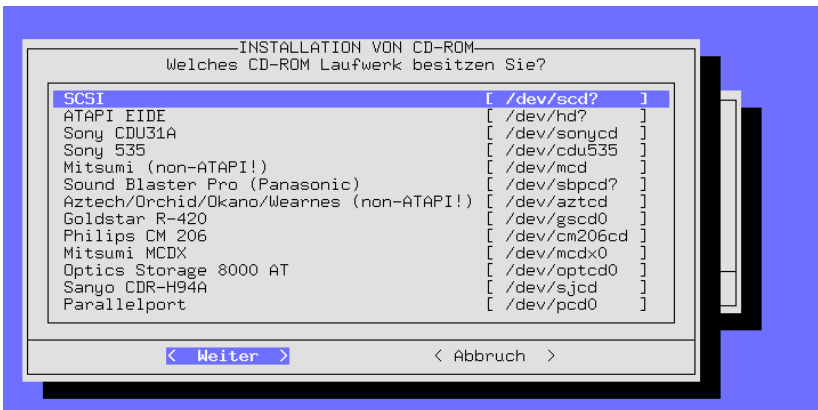 INSTALLATION VON CD-ROM
Welches CD-ROM Laufwerk besitzen Sie?
SCSI [ /dev/scd? ]
ATAPI EIDE [ /dev/hd? ]
Sony CDU31A [ /dev/sonycd ]
Sony 535 [ /dev/cdu535 ]
Mitsumi (non-ATAPI!) [ /dev/mcd ]
Sound Blaster Pro (Panasonic) [ /dev/sbpcd? ]
Aztech/Orchid/Okano/Wearnes (non-ATAPI!) [ /dev/aztcd ]
Goldstar R-420 [ /dev/gscd0 ]
Philips CM 206 [ /dev/cm206cd ]
Mitsumi MCDX [ /dev/mcdx0 ]
Optics Storage 8000 AT [ /dev/optcd0 ]
Sanyo CDR-H94A [ /dev/sjcd ]
Parallelport [ /dev/pcd0 ]
< Weiter > < Abbruch >